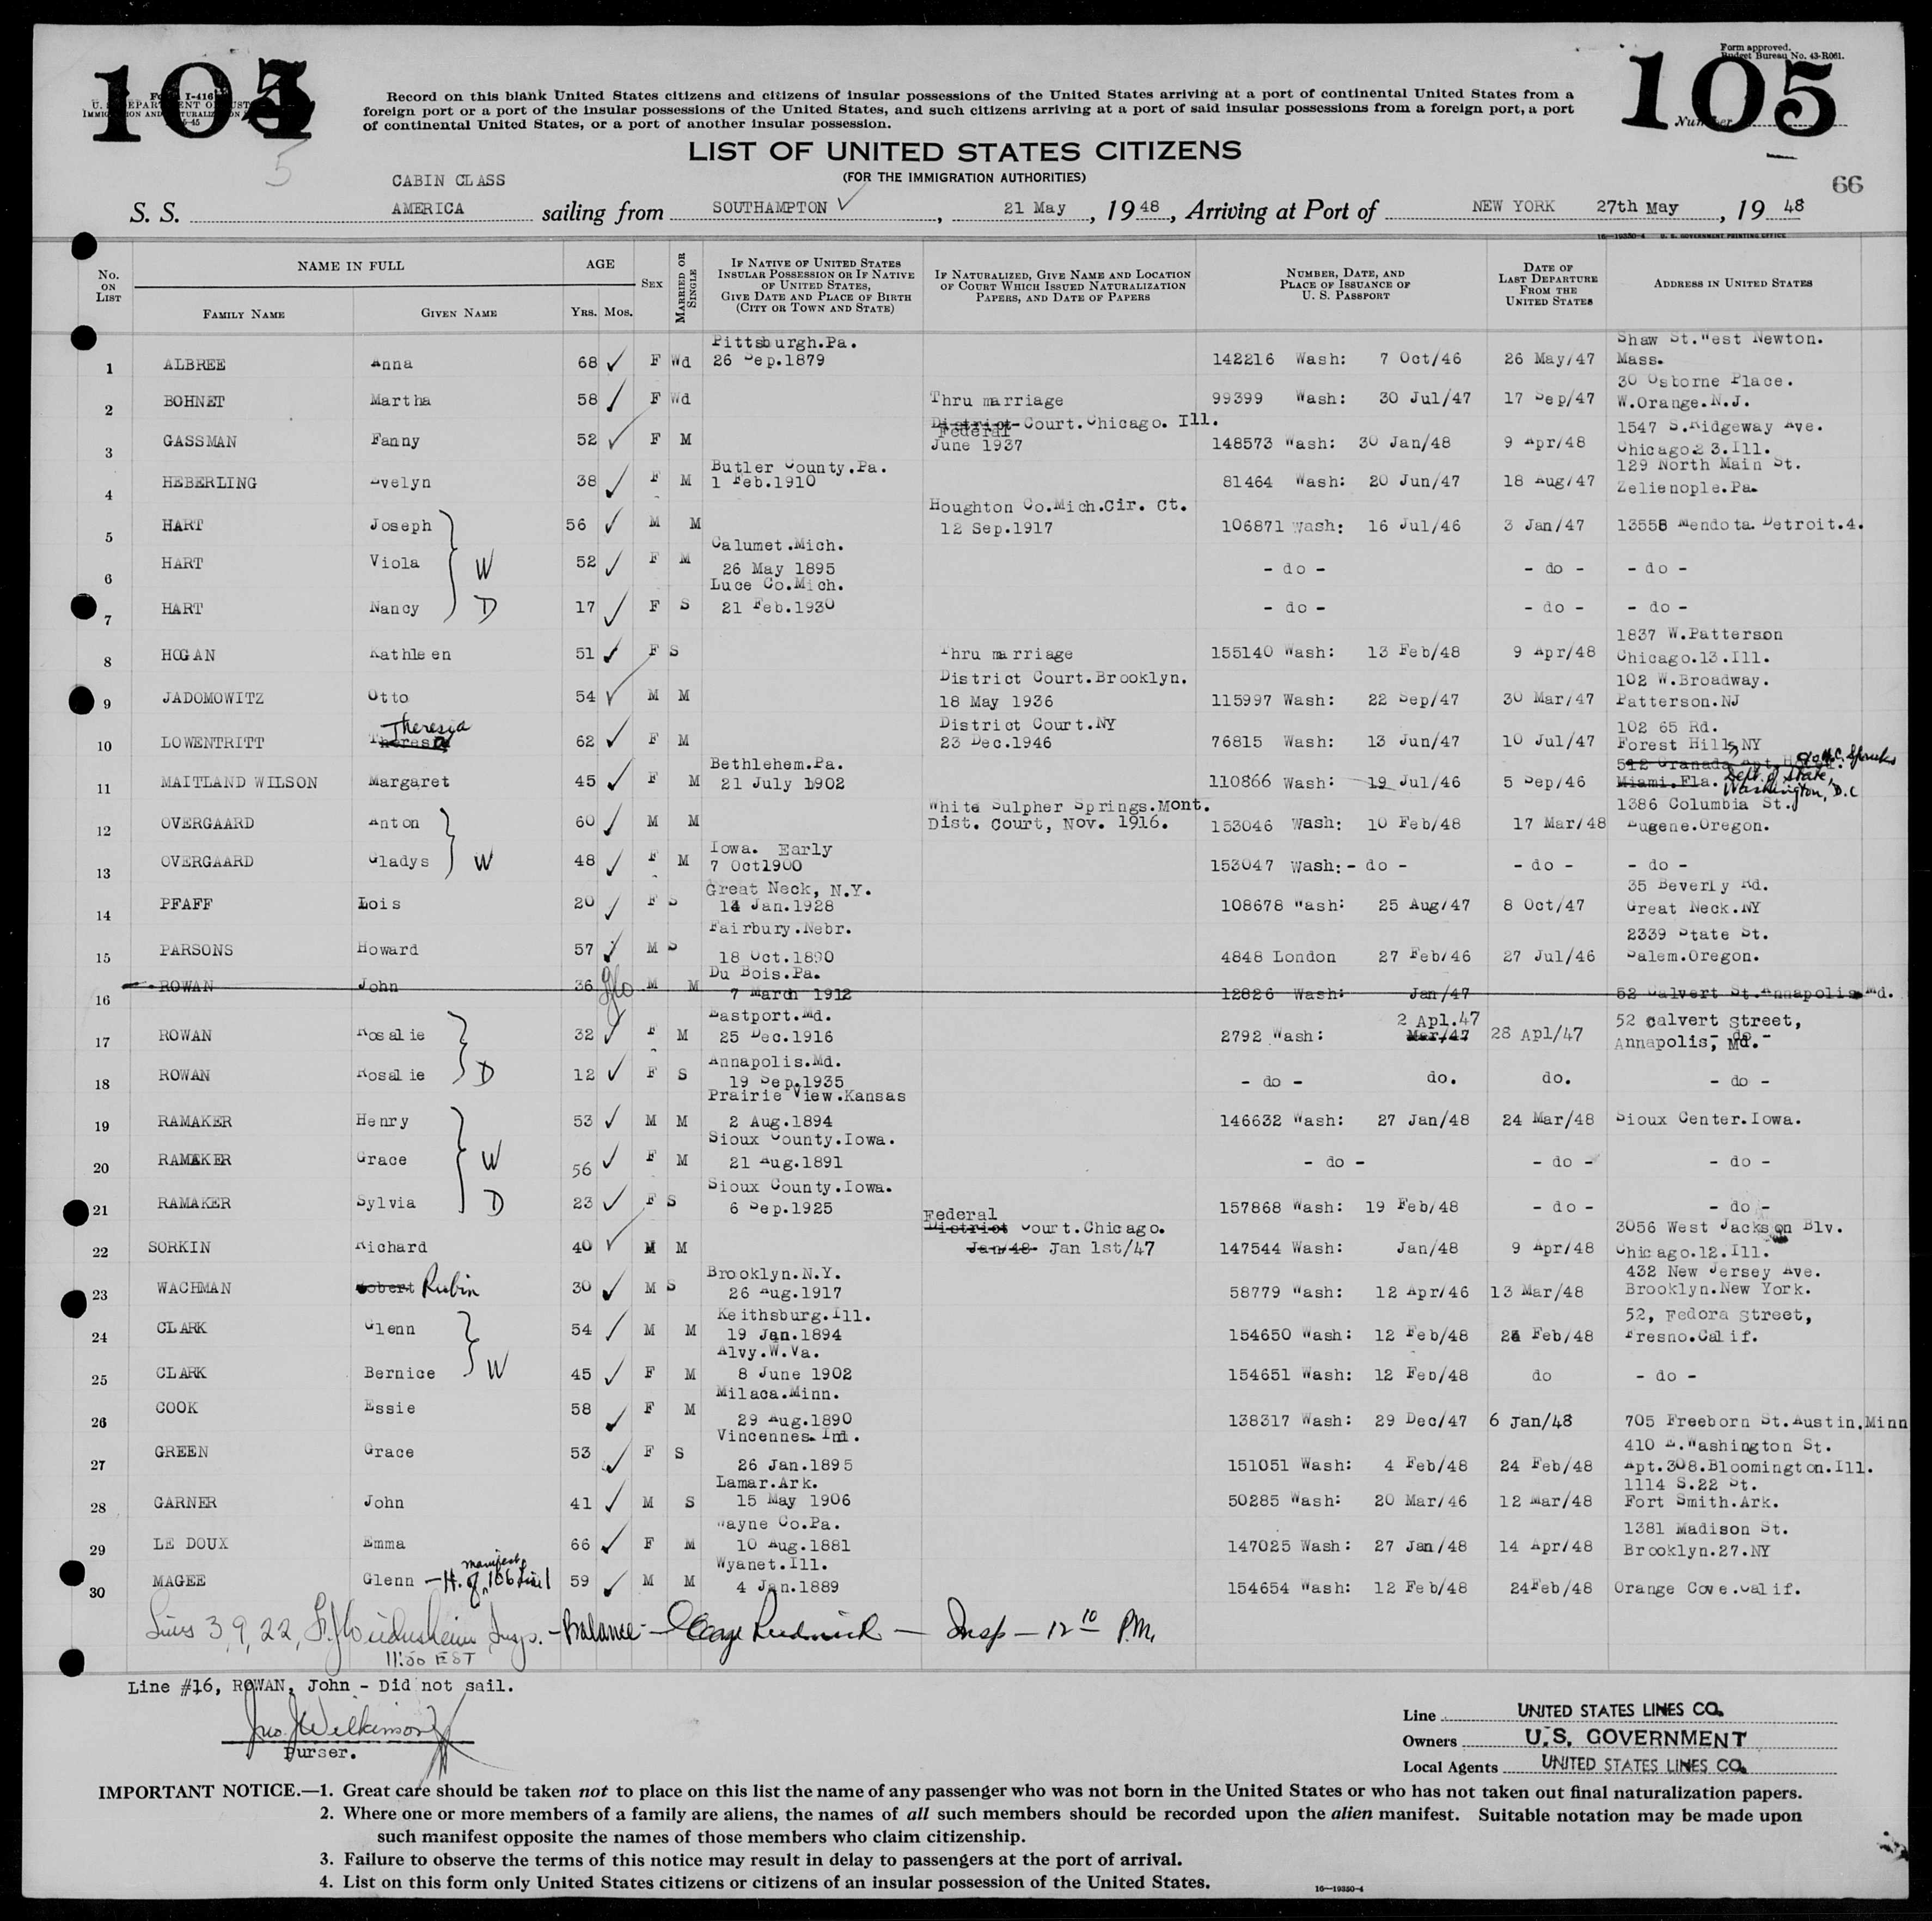 105
105
Form approved.
Budget Bureau No. 43-R061.
Number
5
66
Record on this blank United States citizens and citizens of insular possessions of the United States arriving at a port of continental United States from a
foreign port or a port of the insular possessions of the United States, and such citizens arriving at a port of said insular possessions from a foreign port, a port
of continental United States, or a port of another insular possession.
LIST OF UNITED STATES CITIZENS
(FOR THE IMMIGRATION AUTHORITIES)
CABIN CLASS
S. S. AMERICA sailing from SOUTHAMPTON, 21 May, 19 48, Arriving at Port of NEW YORK 27th May, 19 48
16—19350-4 U. S. GOVERNMENT PRINTING OFFICE
No. on List NAME IN FULL Family Name Given Name AGE Yrs. Mos. Sex Married or Single If Native of United States Insular Possession or If Native of United States, Give Date and Place of Birth (City or Town and State) If Naturalized, Give Name and Location of Court Which Issued Naturalization Papers, and Date of Papers Number, Date, and Place of Issuance of U. S. Passport Date of Last Departure From the United States Address in United States
1 ALBREE Anna 68 F Wd Pittsburgh.Pa. 26 Sep.1879 142216 Wash: 7 Oct/46 26 May/47 Shaw St.West Newton. Mass.
2 BOHNET Martha 58 F Wd Thru marriage 99399 Wash: 30 Jul/47 17 Sep/47 30 Osborne Place. W.Orange.N.J.
3 GASSMAN Fanny 52 F M District Federal Court.Chicago. Ill. June 1937 148573 Wash: 30 Jan/48 9 Apr/48 1547 S.Ridgeway Ave. Chicago.23.Ill.
4 HEBERLING Evelyn 38 F M Butler County.Pa. 1 Feb.1910 81464 Wash: 20 Jun/47 18 Aug/47 129 North Main St. Zelienople.Pa.
5 HART Joseph 56 M M Houghton Co.Mich.Cir. Ct. 12 Sep.1917 106871 Wash: 16 Jul/46 3 Jan/47 13558 Mendota.Detroit.4.
6 HART Viola W 52 F M Calumet.Mich. 26 May 1895 - do - - do - - do -
7 HART Nancy D 17 F S Luce Co.Mich. 21 Feb.1930 - do - - do - - do -
8 HOGAN Kathleen 51 F S Thru marriage 155140 Wash: 13 Feb/48 9 Apr/48 1837 W.Patterson Chicago.13.Ill.
9 JADOMOWITZ Otto 54 M M District Court.Brooklyn. 18 May 1936 115997 Wash: 22 Sep/47 30 Mar/47 102 W.Broadway. Patterson.NJ
10 LOWENTRITT Theresa Theresia 62 F M District Court.NY 23 Dec.1946 76815 Wash: 13 Jun/47 10 Jul/47 102 65 Rd. Forest Hills NY
11 MAITLAND WILSON Margaret 45 F M Bethlehem.Pa. 21 July 1902 110866 Wash: 19 Jul/46 5 Sep/46 512 Granada Apt. Miami.Fla. Dept. of State, Washington, D.C
12 OVERGAARD Anton 60 M M White Sulpher Springs.Mont. Dist. Court, Nov. 1916. 153046 Wash: 10 Feb/48 17 Mar/48 1386 Columbia St. Eugene.Oregon.
13 OVERGAARD Gladys W 48 F M Iowa. Early 7 Oct1900 153047 Wash:- do - - do - - do -
14 PFAFF Lois 20 F S Great Neck, N.Y. 14 Jan.1928 108678 Wash: 25 Aug/47 8 Oct/47 35 Beverly Rd. Great Neck.NY
15 PARSONS Howard 57 M S Fairbury.Nebr. 18 Oct.1890 4848 London 27 Feb/46 27 Jul/46 2339 State St. Salem.Oregon.
16 ROWAN John 36 M M Du Bois.Pa. 7 March 1912 12826 Wash: Jan/47 52 Calvert St.Annapolis Md.
17 ROWAN Rosalie 32 F M Eastport.Md. 25 Dec.1916 2792 Wash: 2 Apl.47 Mar/47 28 Apl/47 52 Calvert Street, Annapolis, Md. - do -
18 ROWAN Rosalie D 12 F S Annapolis.Md. 19 Sep.1935 - do - do. do. - do -
19 RAMAKER Henry 53 M M Prairie View.Kansas 2 Aug.1894 146632 Wash: 27 Jan/48 24 Mar/48 Sioux Center.Iowa.
20 RAMAKER Grace W 56 F M Sioux County.Iowa. 21 Aug.1891 - do - - do - - do -
21 RAMAKER Sylvia D 23 F S Sioux County.Iowa. 6 Sep.1925 157868 Wash: 19 Feb/48 - do - - do -
22 SORKIN Richard 40 M M Federal District Court.Chicago. Jan/48 Jan 1st/47 147544 Wash: Jan/48 9 Apr/48 3056 West Jackson Blv. Chicago.12.Ill.
23 WACHMAN Robert Rubin 30 M S Brooklyn.N.Y. 26 Aug.1917 58779 Wash: 12 Apr/46 13 Mar/48 432 New Jersey Ave. Brooklyn.New York.
24 CLARK Glenn 54 M M Keithsburg.Ill. 19 Jan.1894 154650 Wash: 12 Feb/48 24 Feb/48 52, Fedora Street, Fresno.Calif.
25 CLARK Bernice W 45 F M Alvy.W.Va. 8 June 1902 154651 Wash: 12 Feb/48 do - do -
26 COOK Essie 58 F M Milaca.Minn. 29 Aug.1890 138317 Wash: 29 Dec/47 6 Jan/48 705 Freeborn St.Austin.Minn
27 GREEN Grace 53 F S Vincennes.Ind. 26 Jan.1895 151051 Wash: 4 Feb/48 24 Feb/48 410 E.Washington St. Apt.308.Bloomington.Ill.
28 GARNER John 41 M S Lamar.Ark. 15 May 1906 50285 Wash: 20 Mar/46 12 Mar/48 1114 S.22 St. Fort Smith.Ark.
29 LE DOUX Emma 66 F M Wayne Co.Pa. 10 Aug.1881 147025 Wash: 27 Jan/48 14 Apr/48 1381 Madison St. Brooklyn.27.NY
30 MAGEE Glenn - H. of manifest 106 Line 1 59 M M Wyanet.Ill. 4 Jan.1889 154654 Wash: 12 Feb/48 24Feb/48 Orange Cove.Calif.
Lines 3, 9, 22, Insp. - Balance - George - Insp - 12 10 P.M.
11:50 EST
Line #16, ROWAN, John - Did not sail.
Jno. J Wilkinson
Purser.
Line UNITED STATES LINES CO.
Owners U.S. GOVERNMENT
Local Agents UNITED STATES LINES CO.
IMPORTANT NOTICE.—1. Great care should be taken not to place on this list the name of any passenger who was not born in the United States or who has not taken out final naturalization papers.
2. Where one or more members of a family are aliens, the names of all such members should be recorded upon the alien manifest. Suitable notation may be made upon
such manifest opposite the names of those members who claim citizenship.
3. Failure to observe the terms of this notice may result in delay to passengers at the port of arrival.
4. List on this form only United States citizens or citizens of an insular possession of the United States.
16—19350-4